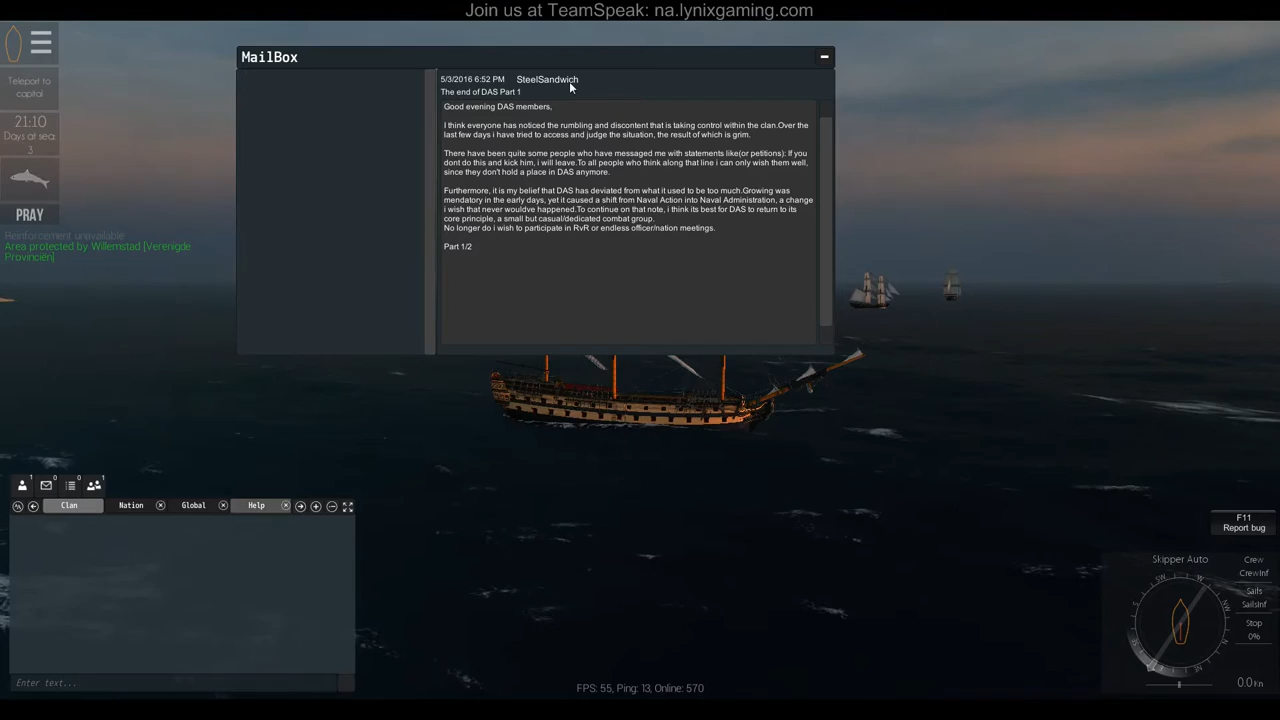 Join us at TeamSpeak: na.lynixgaming.com
MailBox
5/3/2016 6:52 PM SteelSandwich
The end of DAS Part 1
Good evening DAS members,
I think everyone has noticed the rumbling and discontent that is taking control within the clan.Over the
last few days i have tried to access and judge the situation, the result of which is grim.
There have been quite some people who have messaged me with statements like(or petitions): If you
dont do this and kick him, i will leave.To all people who think along that line i can only wish them well,
since they don't hold a place in DAS anymore.
Furthermore, it is my belief that DAS has deviated from what it used to be too much.Growing was
mendatory in the early days, yet it caused a shift from Naval Action into Naval Administration, a change
i wish that never wouldve happened.To continue on that note, i think its best for DAS to return to its
core principle, a small but casual/dedicated combat group.
No longer do i wish to participate in RvR or endless officer/nation meetings.
Part 1/2
Teleport to
capital
21:10
Days at sea:
3
PRAY
Reinforcement unavailable
Area protected by Willemstad [Verenigde
Provinciën]
1 0 0 1
Clan Nation Global Help
Enter text...
FPS: 55, Ping: 13, Online: 570
F11
Report bug
Skipper Auto
Crew
CrewInf
Sails
SailsInf
Stop
0%
0.0 Kn